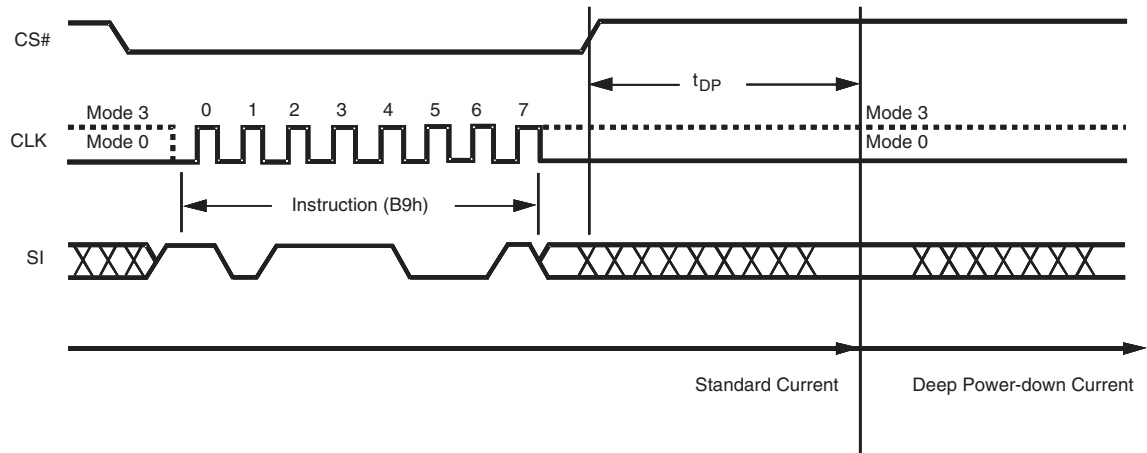 CS#
tDP
Mode 3
0 1 2 3 4 5 6 7
Mode 3
CLK
Mode 0
Mode 0
Instruction (B9h)
SI
Standard Current
Deep Power-down Current